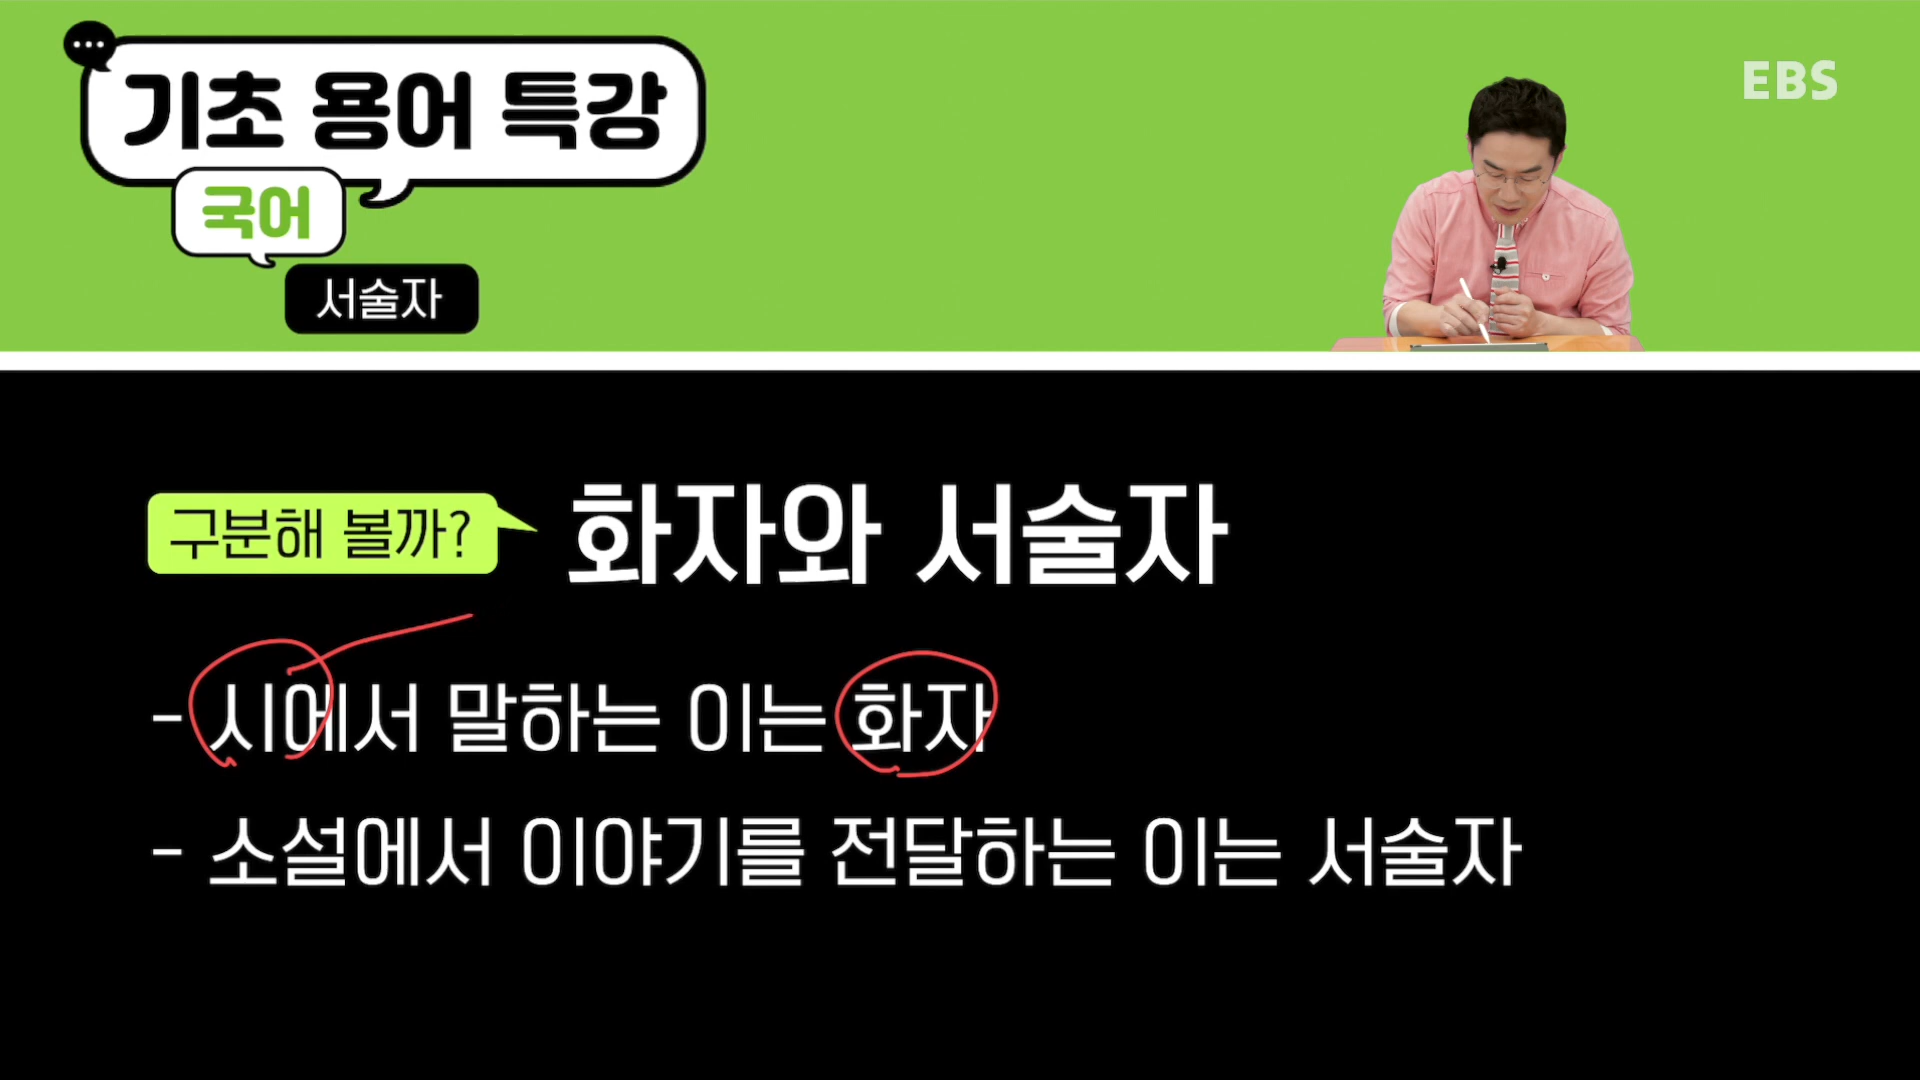 기초 용어 특강
EBS
국어
서술자
구분해 볼까? 화자와 서술자
- 시에서 말하는 이는 화자
- 소설에서 이야기를 전달하는 이는 서술자